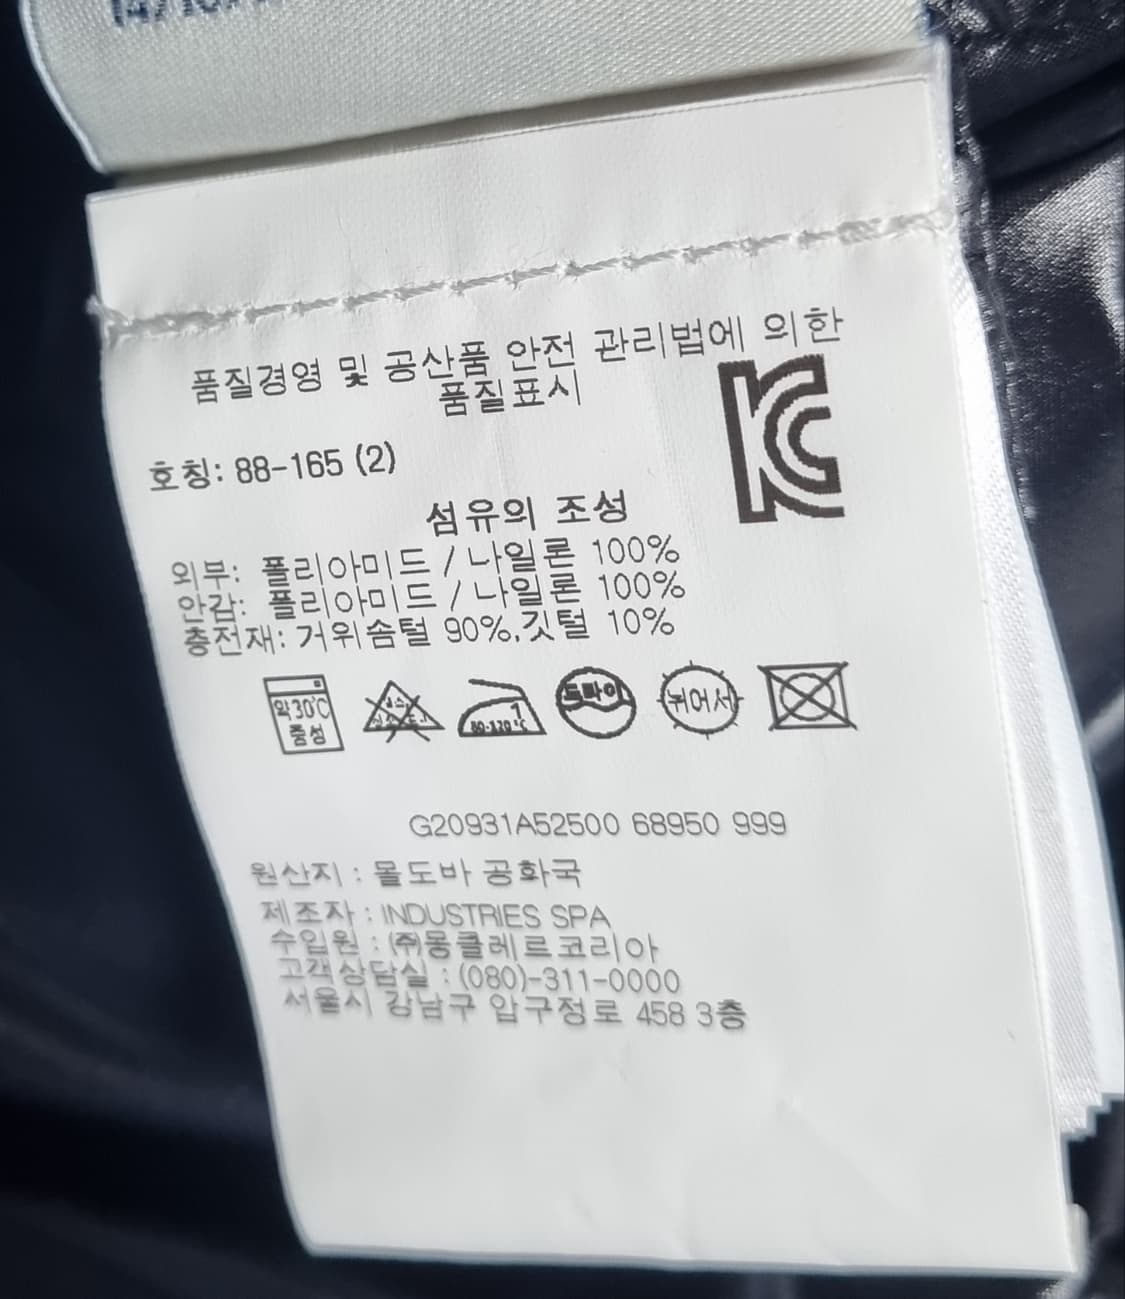 품질경영 및 공산품 안전 관리법에 의한
품질표시
호칭: 88-165 (2)
섬유의 조성
외부: 폴리아미드 / 나일론 100%
안감: 폴리아미드 / 나일론 100%
충전재: 거위솜털 90%,깃털 10%
약30℃
중성
80-120℃
드라이
뉘어서
G20931A52500 68950 999
원산지 : 몰도바 공화국
제조자 : INDUSTRIES SPA
수입원 : (주)몽클레르코리아
고객상담실 : (080)-311-0000
서울시 강남구 압구정로 458 3층